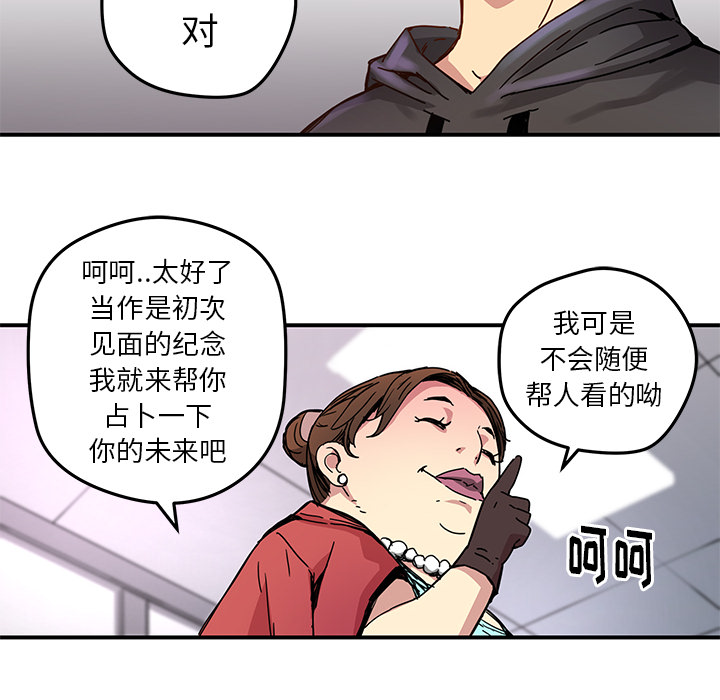 对
呵呵..太好了
当作是初次
见面的纪念
我就来帮你
占卜一下
你的未来吧
我可是
不会随便
帮人看的呦
呵呵